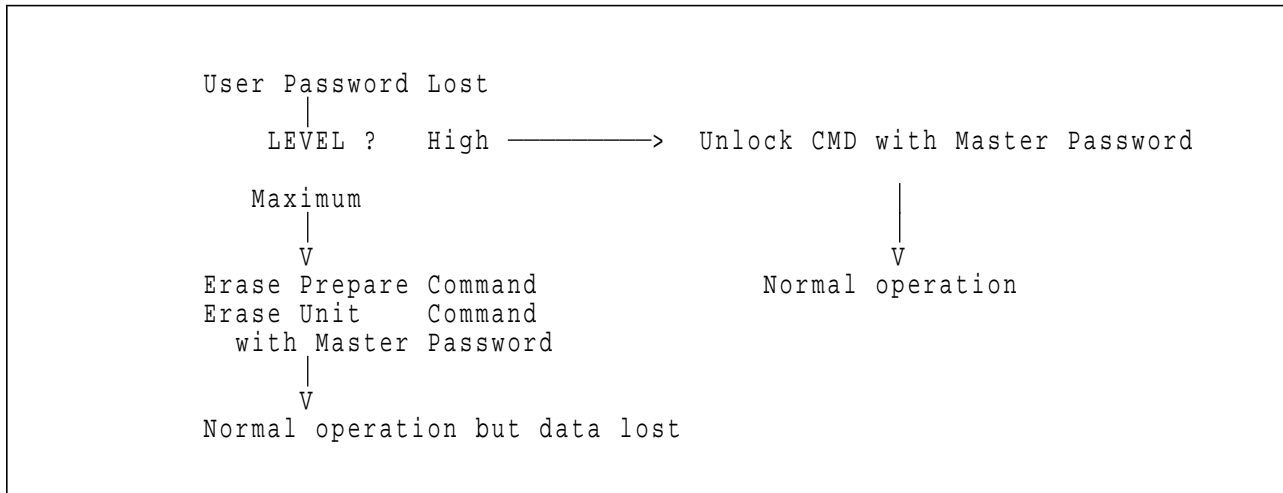 User Password Lost
LEVEL ? High ─────────> Unlock CMD with Master Password
Maximum
V V
Erase Prepare Command Normal operation
Erase Unit Command
with Master Password
V
Normal operation but data lost